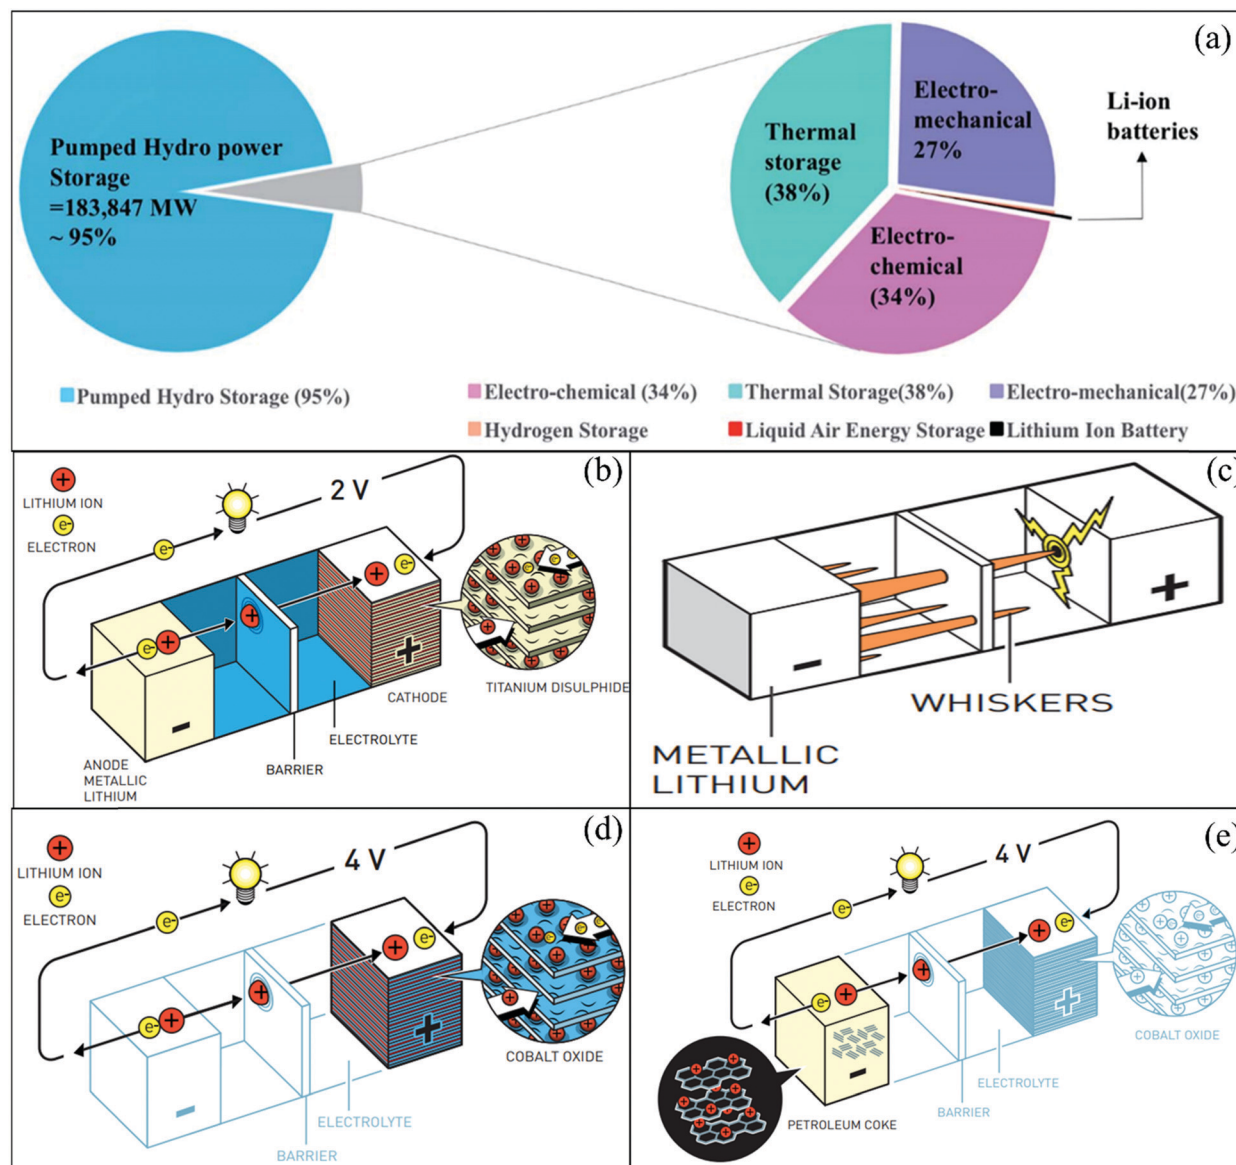 (a)
Pumped Hydro power
Storage
=183,847 MW
~ 95%
Thermal
storage
(38%)
Electro-
mechanical
27%
Electro-
chemical
(34%)
Li-ion
batteries
Pumped Hydro Storage (95%)
Electro-chemical (34%)
Thermal Storage(38%)
Electro-mechanical(27%)
Hydrogen Storage
Liquid Air Energy Storage
Lithium Ion Battery
(b)
+
LITHIUM ION
e-
ELECTRON
2 V
e-
e-
+
+
+
e-
+
-
TITANIUM DISULPHIDE
CATHODE
ELECTROLYTE
BARRIER
ANODE
METALLIC
LITHIUM
(c)
+
-
WHISKERS
METALLIC
LITHIUM
(d)
+
LITHIUM ION
e-
ELECTRON
4 V
e-
e-
+
+
+
e-
+
-
COBALT OXIDE
ELECTROLYTE
BARRIER
(e)
+
LITHIUM ION
e-
ELECTRON
4 V
e-
e-
+
+
+
e-
+
-
COBALT OXIDE
ELECTROLYTE
BARRIER
PETROLEUM COKE